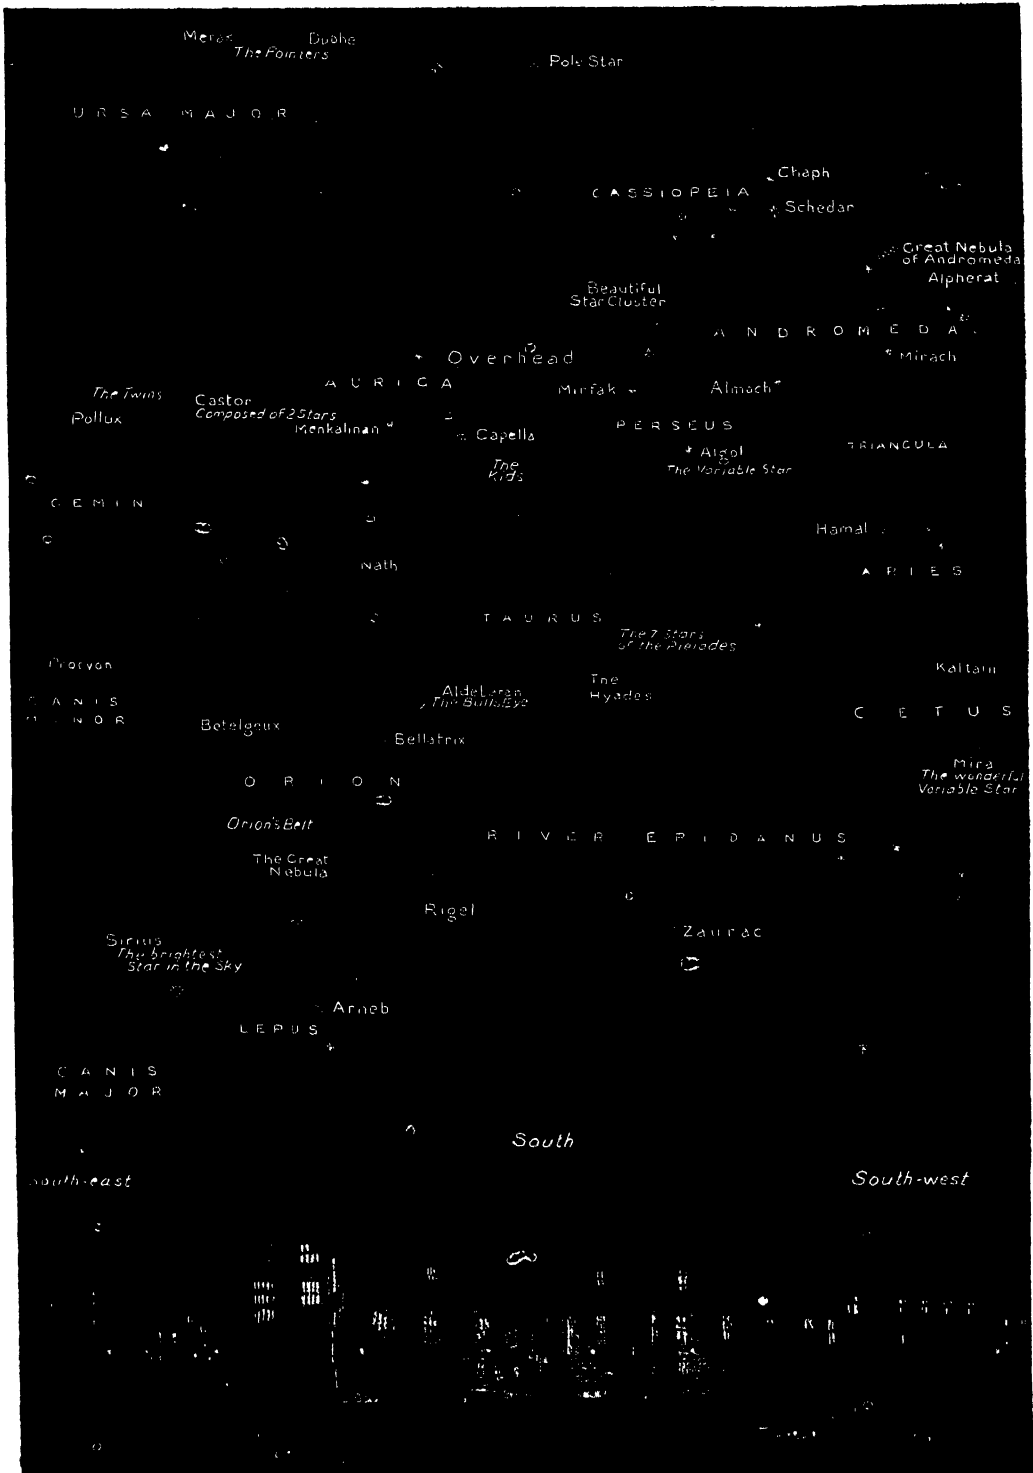 Merak Dubhe
The Pointers
Pole Star
URSA MAJOR
Chaph
CASSIOPEIA
Schedar
Great Nebula
of Andromeda
Alpherat
Beautiful
Star Cluster
ANDROMEDA
Overhead
Mirach
AURIGA
The Twins
Castor
Composed of 2 Stars
Pollux
Menkalinan
Mirfak
Almach
Capella
PERSEUS
Algol
The Variable Star
TRIANGULA
The
Kids
GEMIN
Hamal
Nath
ARIES
TAURUS
The 7 Stars
of the Pleiades
Procyon
Kaltain
CANIS
MINOR
The
Hyades
Aldebaran
The Bulls Eye
CETUS
Betelgeux
Bellatrix
Mira
The wonderful
Variable Star
ORION
Orion's Belt
RIVER EPIDANUS
The Great
Nebula
Rigel
Zaurac
Sirius
The brightest
Star in the Sky
Arneb
LEPUS
CANIS
MAJOR
South
South-east
South-west